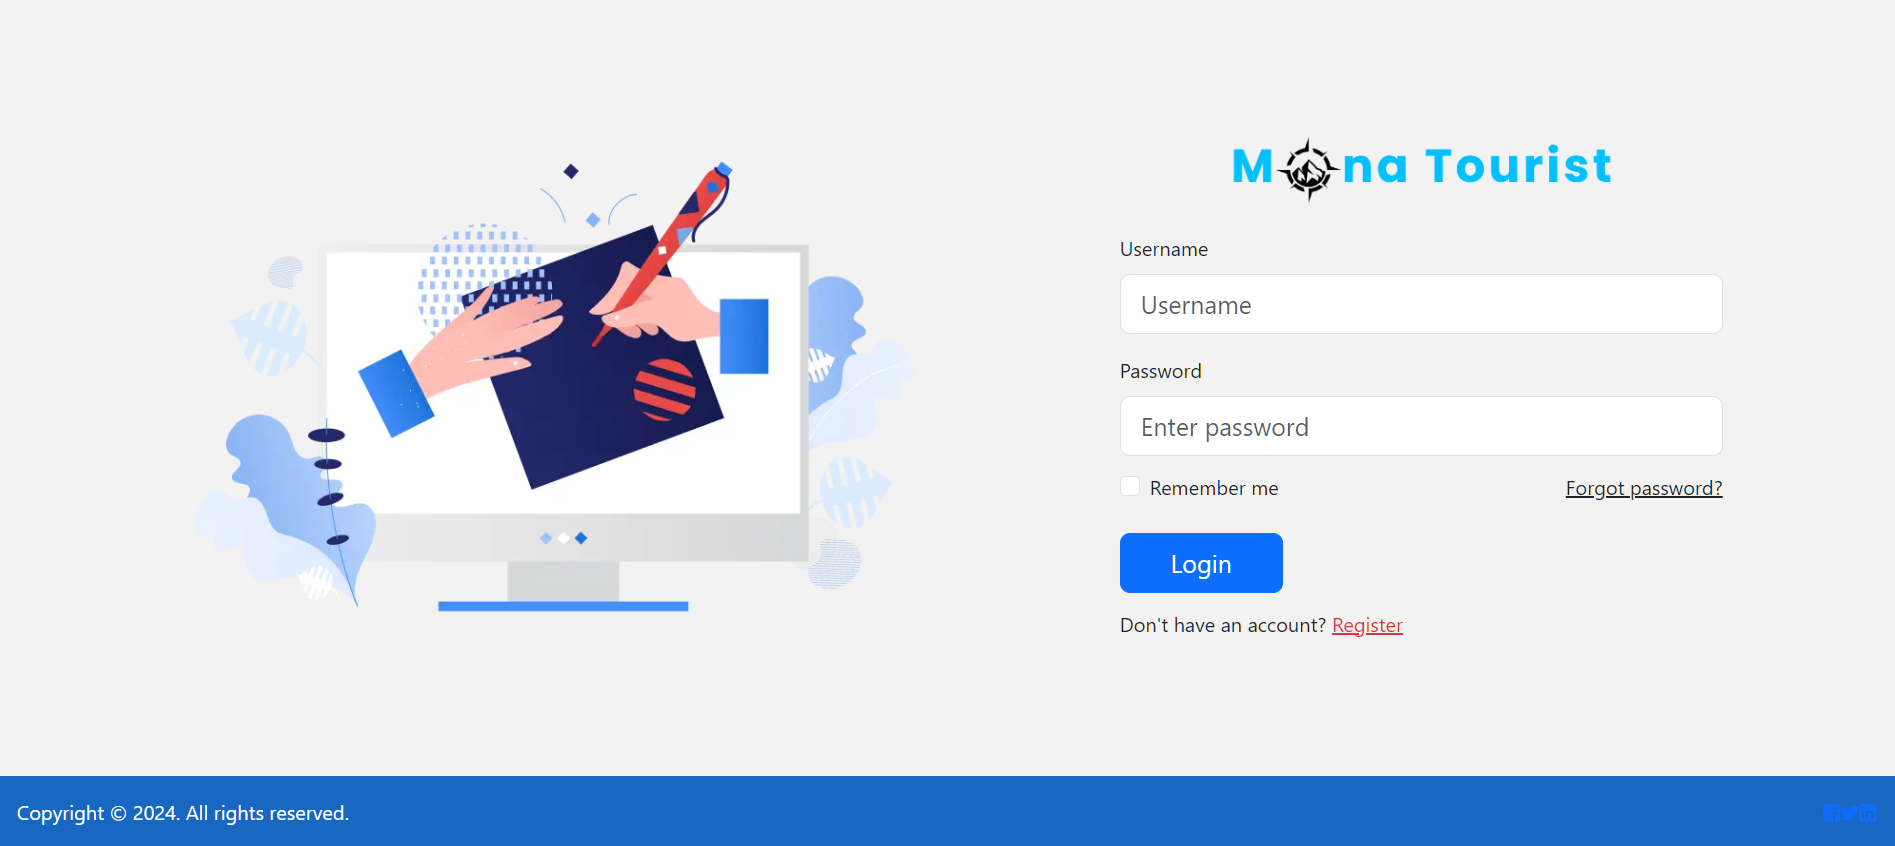 Mona Tourist
Username
Username
Password
Enter password
Remember me Forgot password?
Login
Don't have an account? Register
Copyright © 2024. All rights reserved.